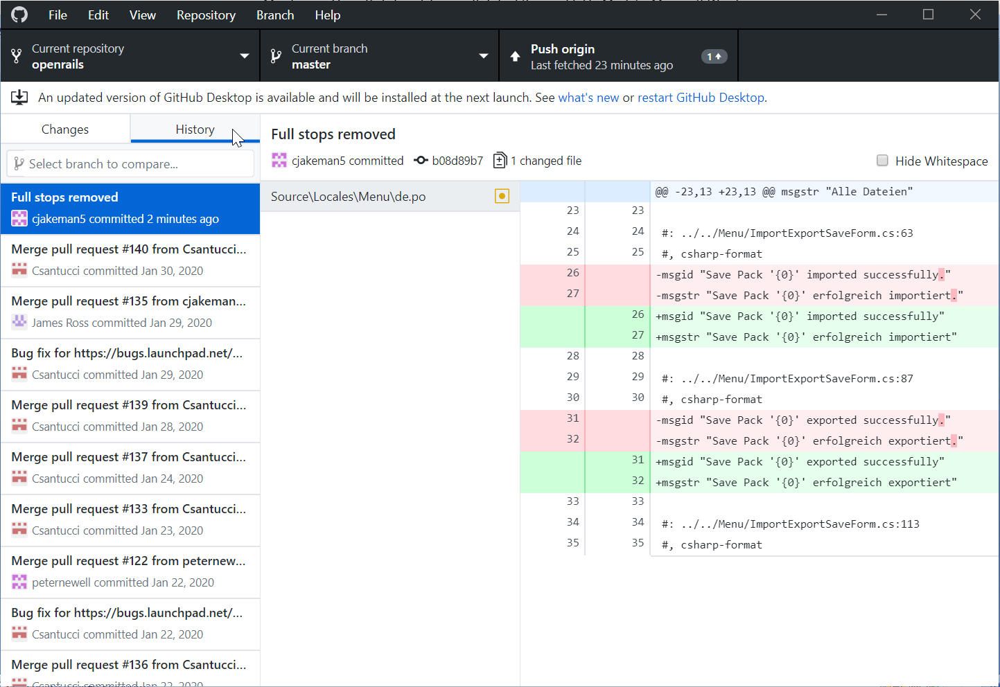 File Edit View Repository Branch Help
Current repository
openrails
Current branch
master
Push origin
Last fetched 23 minutes ago
1
An updated version of GitHub Desktop is available and will be installed at the next launch. See what's new or restart GitHub Desktop.
Changes
History
Select branch to compare...
Full stops removed
cjakeman5 committed 2 minutes ago
Merge pull request #140 from Csantucci...
Csantucci committed Jan 30, 2020
Merge pull request #135 from cjakeman...
James Ross committed Jan 29, 2020
Bug fix for https://bugs.launchpad.net/...
Csantucci committed Jan 29, 2020
Merge pull request #139 from Csantucci...
Csantucci committed Jan 28, 2020
Merge pull request #137 from Csantucci...
Csantucci committed Jan 24, 2020
Merge pull request #133 from Csantucci...
Csantucci committed Jan 23, 2020
Merge pull request #122 from peternew...
peternewell committed Jan 22, 2020
Bug fix for https://bugs.launchpad.net/...
Csantucci committed Jan 22, 2020
Merge pull request #136 from Csantucci...
Csantucci committed Jan 22, 2020
Full stops removed
cjakeman5 committed b08d89b7 1 changed file
Hide Whitespace
Source\Locales\Menu\de.po
@@ -23,13 +23,13 @@ msgstr "Alle Dateien"
23 23
24 24 #: ../../Menu/ImportExportSaveForm.cs:63
25 25 #, csharp-format
26 -msgid "Save Pack '{0}' imported successfully."
27 -msgstr "Save Pack '{0}' erfolgreich importiert."
26 +msgid "Save Pack '{0}' imported successfully"
27 +msgstr "Save Pack '{0}' erfolgreich importiert"
28 28
29 29 #: ../../Menu/ImportExportSaveForm.cs:87
30 30 #, csharp-format
31 -msgid "Save Pack '{0}' exported successfully."
32 -msgstr "Save Pack '{0}' erfolgreich exportiert."
31 +msgid "Save Pack '{0}' exported successfully"
32 +msgstr "Save Pack '{0}' erfolgreich exportiert"
33 33
34 34 #: ../../Menu/ImportExportSaveForm.cs:113
35 35 #, csharp-format